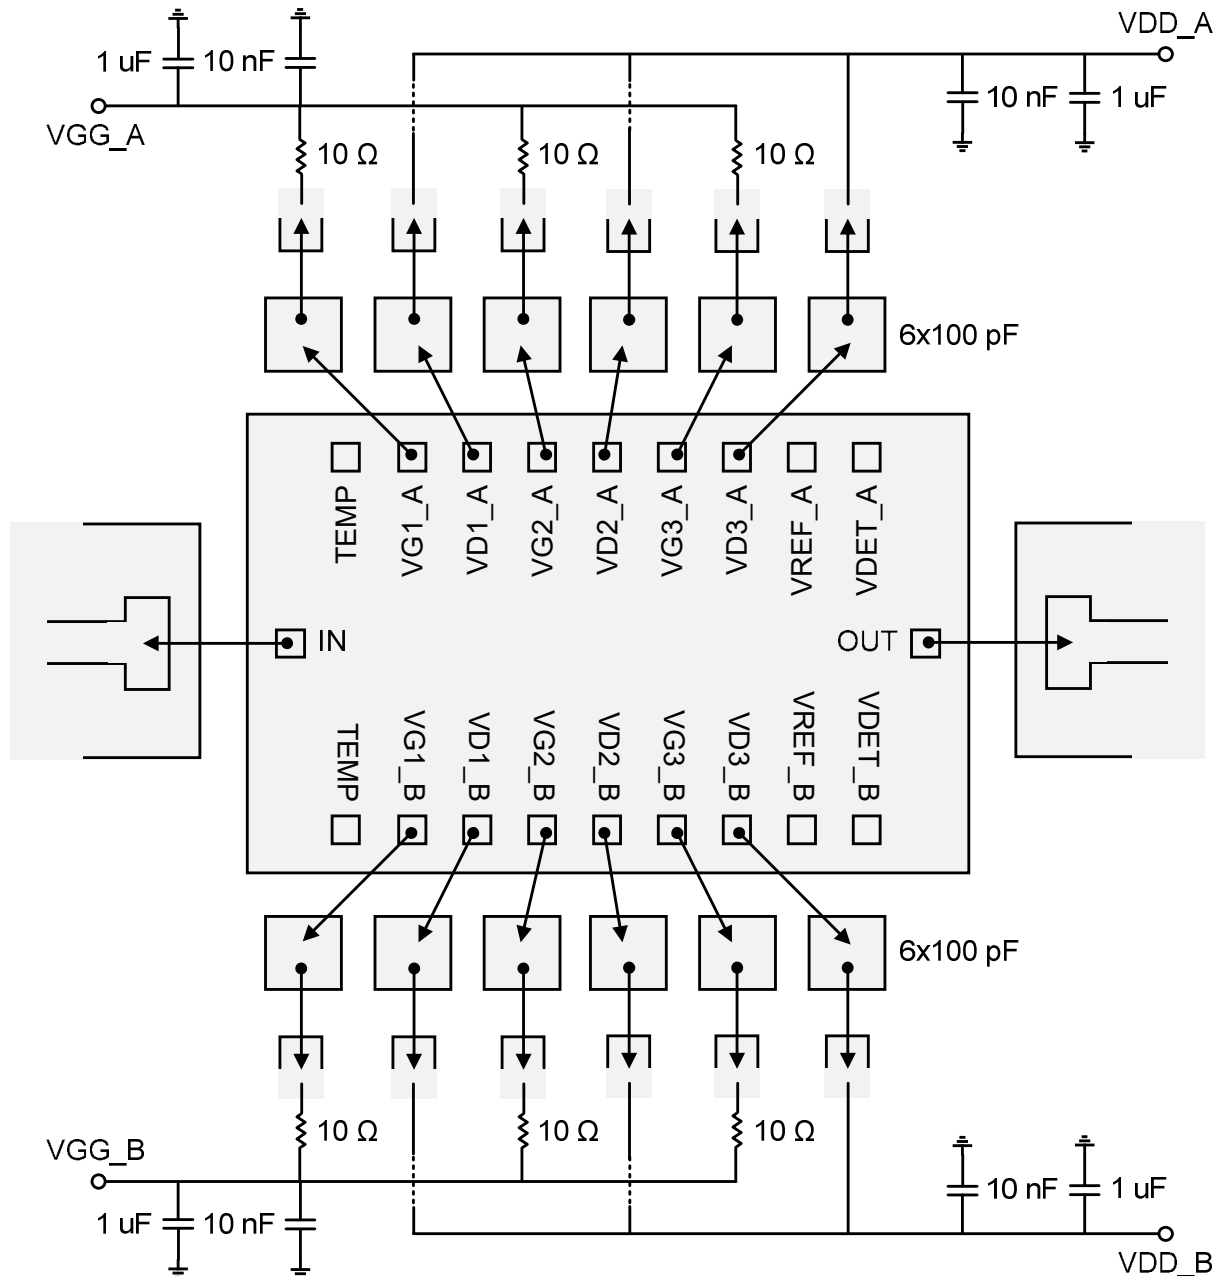 VDD_A
1 uF
10 nF
10 nF
1 uF
VGG_A
10 Ω
10 Ω
10 Ω
6x100 pF
TEMP
VG1_A
VD1_A
VG2_A
VD2_A
VG3_A
VD3_A
VREF_A
VDET_A
IN
OUT
TEMP
VG1_B
VD1_B
VG2_B
VD2_B
VG3_B
VD3_B
VREF_B
VDET_B
6x100 pF
10 Ω
10 Ω
10 Ω
VGG_B
10 nF
1 uF
1 uF
10 nF
VDD_B